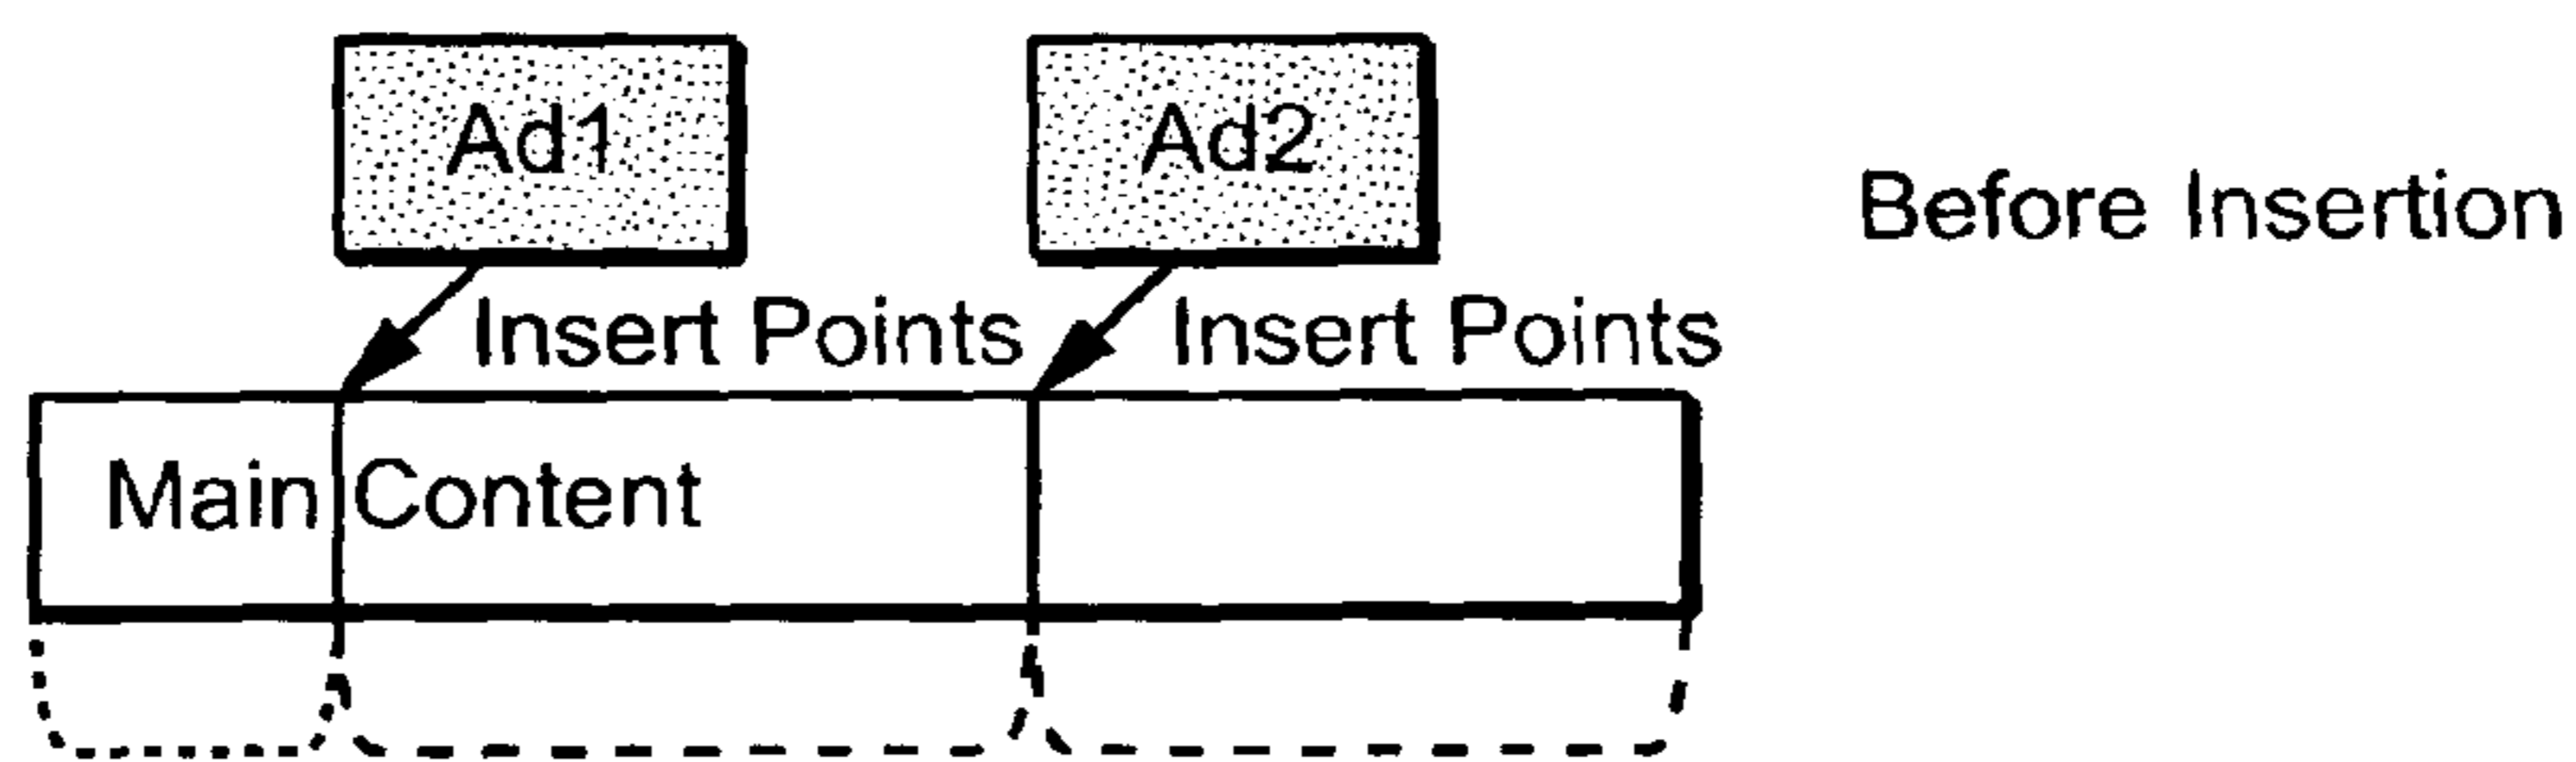 Ad1
Ad2
Before Insertion
Insert Points
Insert Points
Main Content